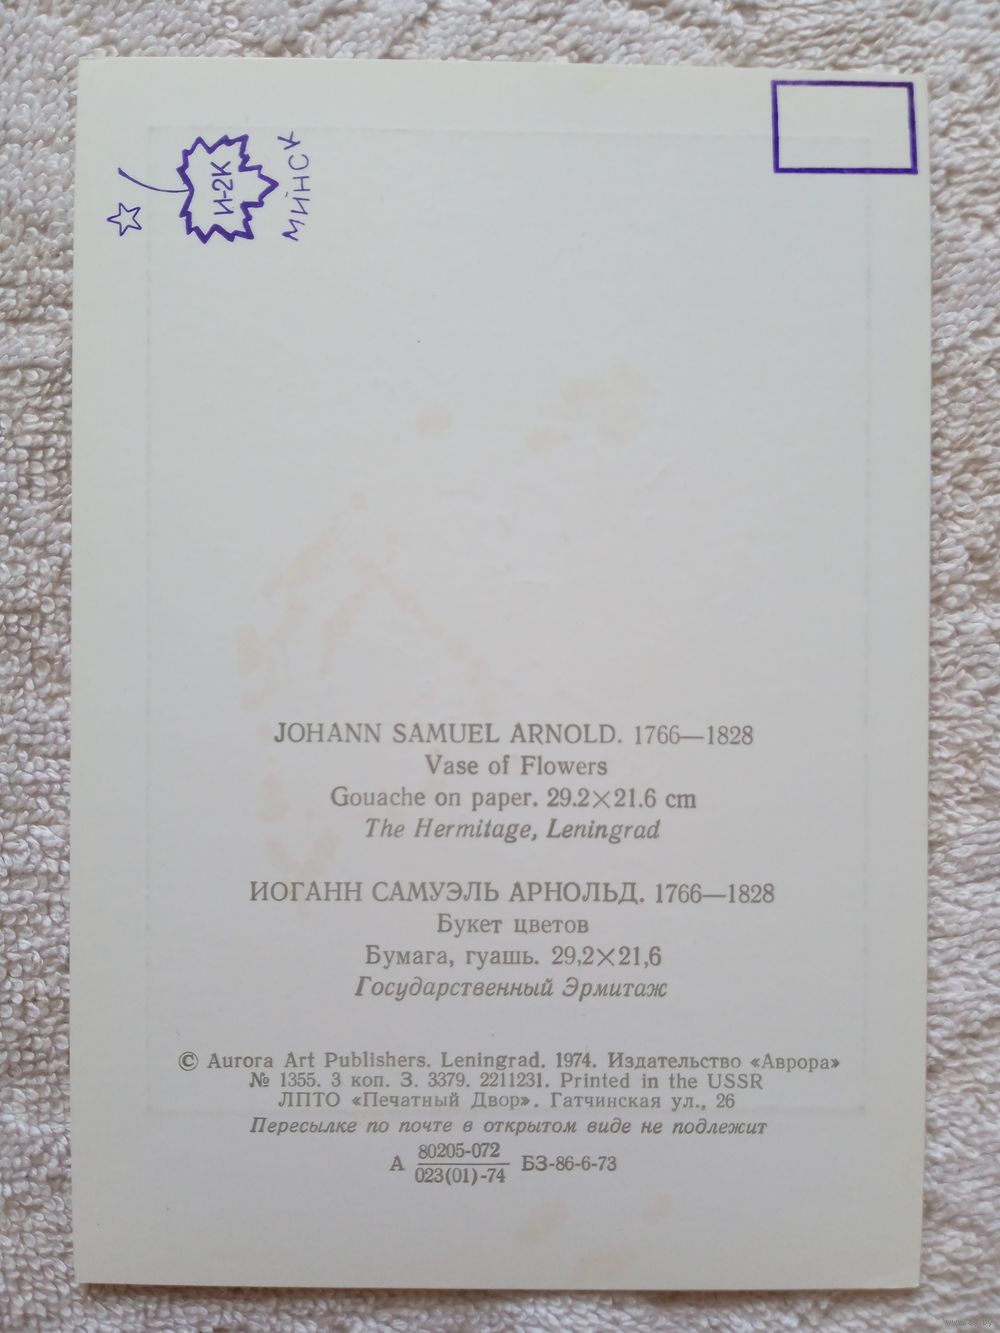 И-2К
МИНСК
JOHANN SAMUEL ARNOLD. 1766—1828
Vase of Flowers
Gouache on paper. 29.2×21.6 cm
The Hermitage, Leningrad
ИОГАНН САМУЭЛЬ АРНОЛЬД. 1766—1828
Букет цветов
Бумага, гуашь. 29,2×21,6
Государственный Эрмитаж
© Aurora Art Publishers. Leningrad. 1974. Издательство «Аврора»
№ 1355. 3 коп. З. 3379. 2211231. Printed in the USSR
ЛПТО «Печатный Двор». Гатчинская ул., 26
Пересылке по почте в открытом виде не подлежит
А 80205-072 БЗ-86-6-73
023(01)-74